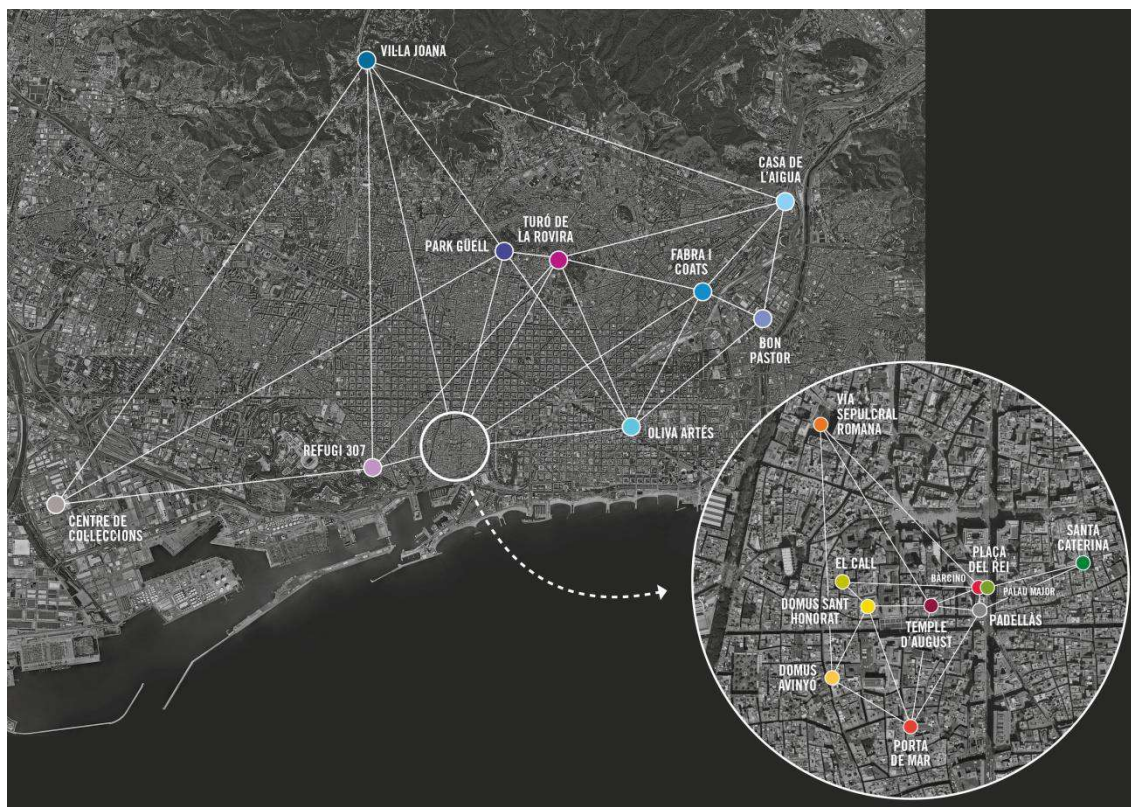 VIL·LA JOANA
CASA DE
L'AIGUA
TURÓ DE
LA ROVIRA
PARK GÜELL
FABRA I
COATS
BON
PASTOR
OLIVA ARTÉS
REFUGI 307
CENTRE DE
COL·LECCIONS
VIA
SEPULCRAL
ROMANA
SANTA
CATERINA
PLAÇA
DEL REI
EL CALL
BARCINO
PALAU MAJOR
DOMUS SANT
HONORAT
TEMPLE
D'AUGUST
PADELLÀS
DOMUS
AVINYÓ
PORTA
DE MAR